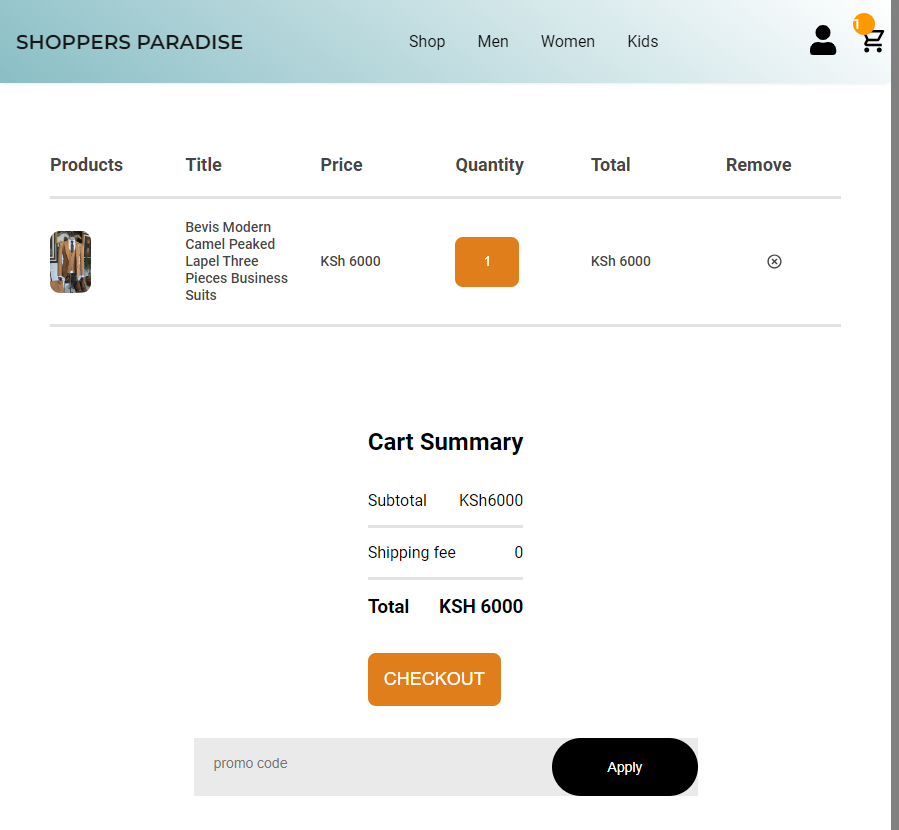 SHOPPERS PARADISE
Shop Men Women Kids
1
Products Title Price Quantity Total Remove
Bevis Modern
Camel Peaked
Lapel Three
Pieces Business
Suits
KSh 6000
1
KSh 6000
Cart Summary
Subtotal KSh6000
Shipping fee 0
Total KSH 6000
CHECKOUT
promo code
Apply